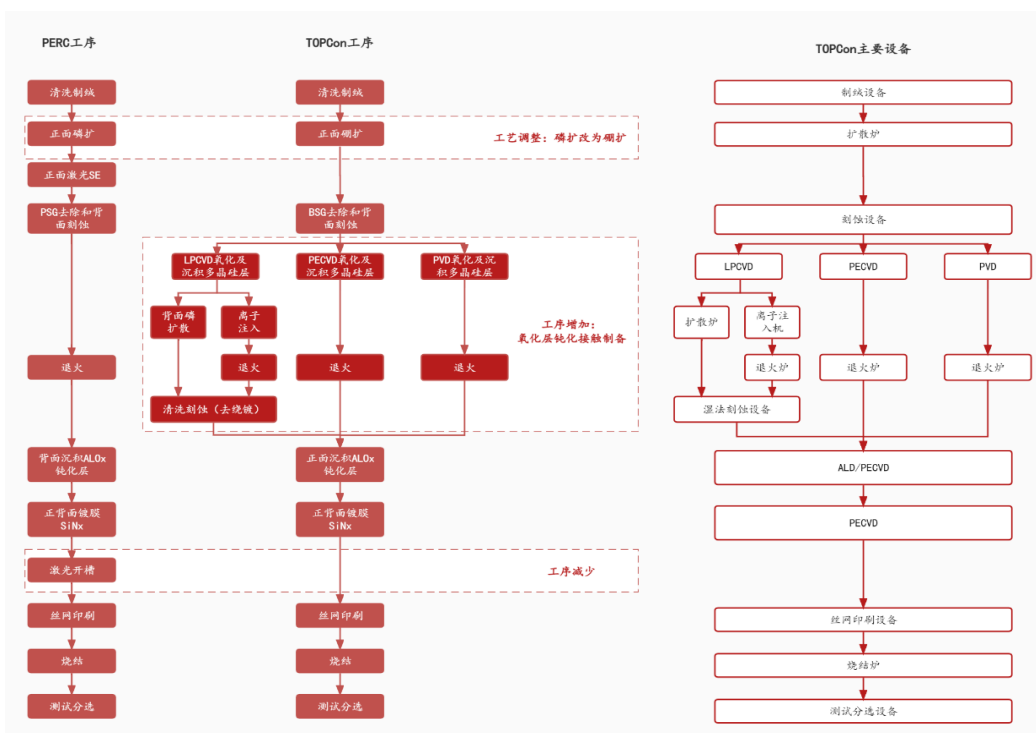 PERC工序
TOPCon工序
TOPCon主要设备
清洗制绒
清洗制绒
制绒设备
正面磷扩
正面硼扩
工艺调整：磷扩改为硼扩
扩散炉
正面激光SE
PSG去除和背
面刻蚀
BSG去除和背
面刻蚀
刻蚀设备
LPCVD氧化及
沉积多晶硅层
PECVD氧化及
沉积多晶硅层
PVD氧化及沉
积多晶硅层
LPCVD
PECVD
PVD
背面磷
扩散
离子
注入
工序增加：
氧化层钝化接触制备
扩散炉
离子注
入机
退火
退火
退火
退火
退火炉
退火炉
退火炉
清洗刻蚀（去绕镀）
湿法刻蚀设备
背面沉积ALOx
钝化层
正面沉积ALOx
钝化层
ALD/PECVD
正背面镀膜
SiNx
正背面镀膜
SiNx
PECVD
激光开槽
工序减少
丝网印刷
丝网印刷
丝网印刷设备
烧结
烧结
烧结炉
测试分选
测试分选
测试分选设备